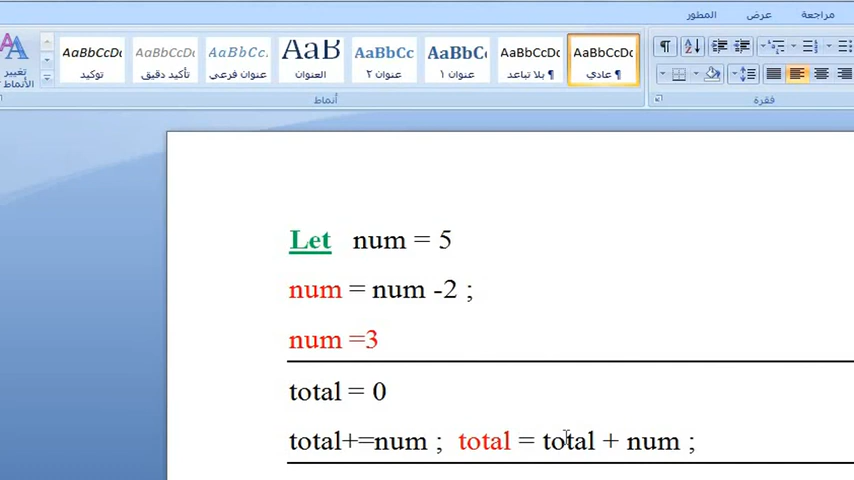 مراجعة عرض المطور
AaBbCcDc AaBbCcDc AaBbCc. AaB AaBbCc AaBbCc AaBbCcDc AaBbCcDc
¶ عادي ¶ بلا تباعد عنوان ١ عنوان ٢ العنوان عنوان فرعي تأكيد دقيق توكيد
تغيير
الأنماط
فقرة أنماط
Let num = 5
num = num -2 ;
num =3
total = 0
total+=num ; total = total + num ;